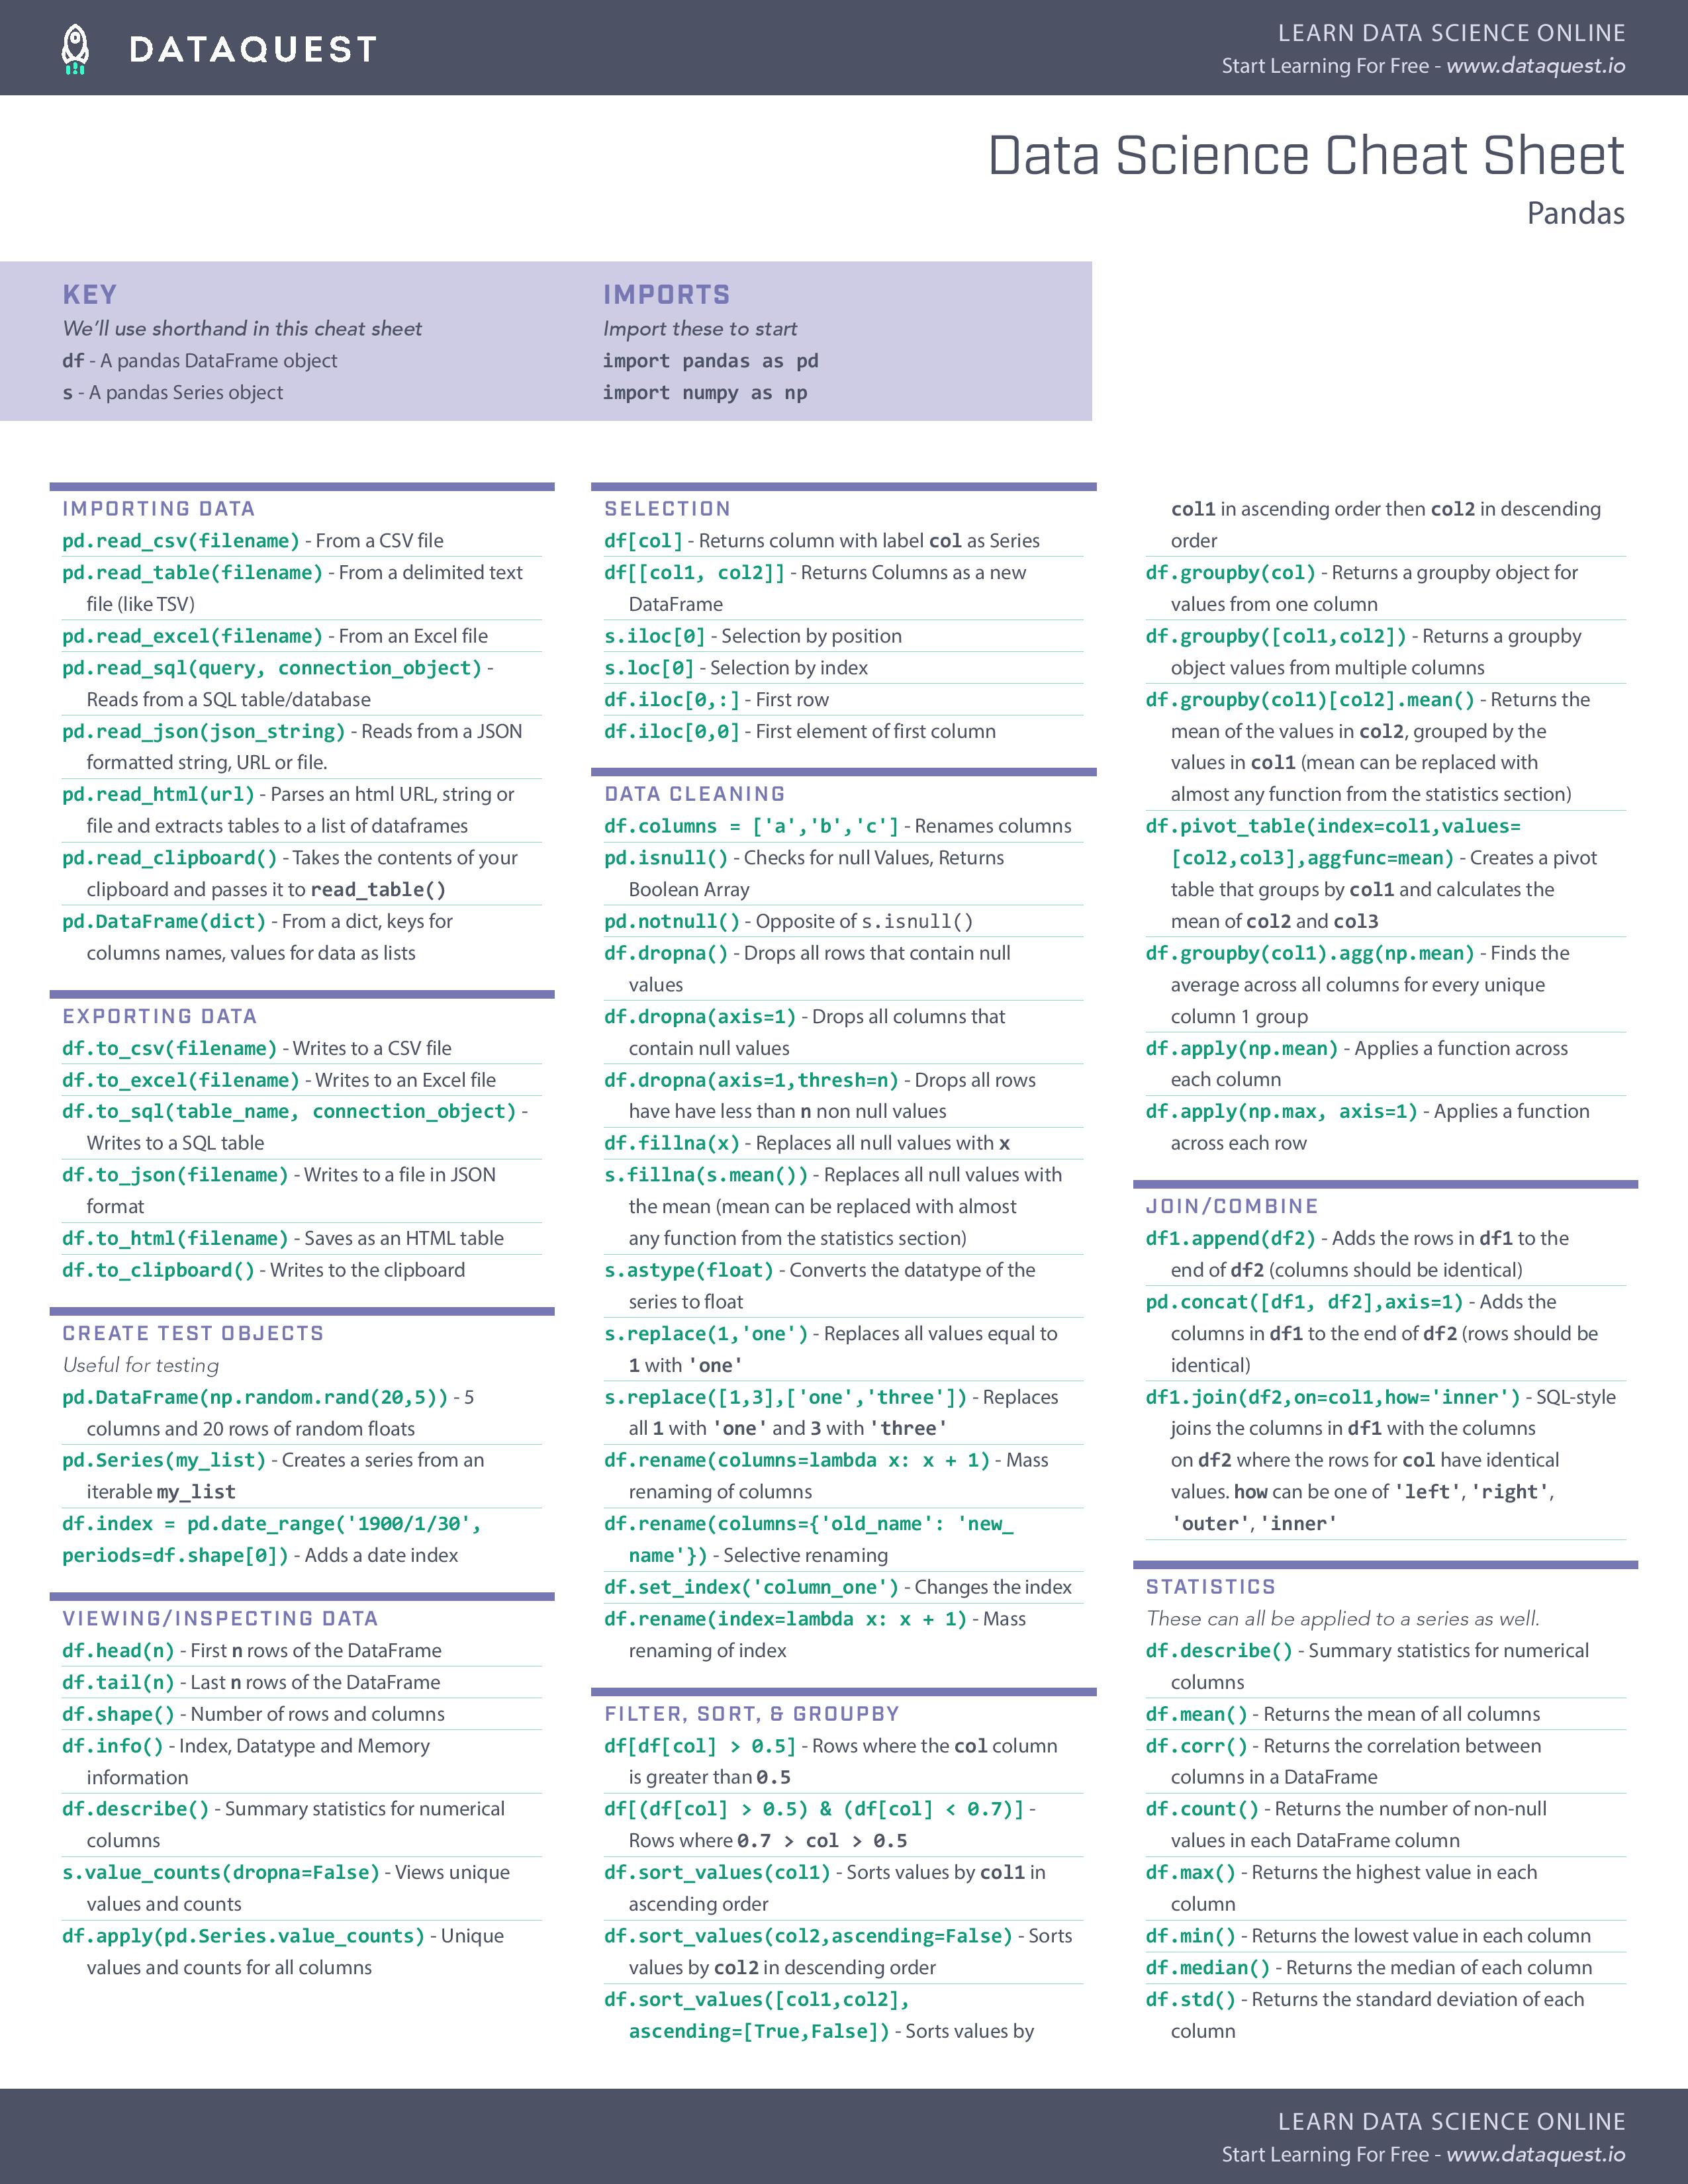 DATAQUEST
LEARN DATA SCIENCE ONLINE
Start Learning For Free - www.dataquest.io
Data Science Cheat Sheet
Pandas
KEY
We’ll use shorthand in this cheat sheet
df - A pandas DataFrame object
s - A pandas Series object
IMPORTS
Import these to start
import pandas as pd
import numpy as np
IMPORTING DATA
pd.read_csv(filename) - From a CSV file
pd.read_table(filename) - From a delimited text
file (like TSV)
pd.read_excel(filename) - From an Excel file
pd.read_sql(query, connection_object) -
Reads from a SQL table/database
pd.read_json(json_string) - Reads from a JSON
formatted string, URL or file.
pd.read_html(url) - Parses an html URL, string or
file and extracts tables to a list of dataframes
pd.read_clipboard() - Takes the contents of your
clipboard and passes it to read_table()
pd.DataFrame(dict) - From a dict, keys for
columns names, values for data as lists
EXPORTING DATA
df.to_csv(filename) - Writes to a CSV file
df.to_excel(filename) - Writes to an Excel file
df.to_sql(table_name, connection_object) -
Writes to a SQL table
df.to_json(filename) - Writes to a file in JSON
format
df.to_html(filename) - Saves as an HTML table
df.to_clipboard() - Writes to the clipboard
CREATE TEST OBJECTS
Useful for testing
pd.DataFrame(np.random.rand(20,5)) - 5
columns and 20 rows of random floats
pd.Series(my_list) - Creates a series from an
iterable my_list
df.index = pd.date_range('1900/1/30',
periods=df.shape[0]) - Adds a date index
VIEWING/INSPECTING DATA
df.head(n) - First n rows of the DataFrame
df.tail(n) - Last n rows of the DataFrame
df.shape() - Number of rows and columns
df.info() - Index, Datatype and Memory
information
df.describe() - Summary statistics for numerical
columns
s.value_counts(dropna=False) - Views unique
values and counts
df.apply(pd.Series.value_counts) - Unique
values and counts for all columns
SELECTION
df[col] - Returns column with label col as Series
df[[col1, col2]] - Returns Columns as a new
DataFrame
s.iloc[0] - Selection by position
s.loc[0] - Selection by index
df.iloc[0,:] - First row
df.iloc[0,0] - First element of first column
DATA CLEANING
df.columns = ['a','b','c'] - Renames columns
pd.isnull() - Checks for null Values, Returns
Boolean Array
pd.notnull() - Opposite of s.isnull()
df.dropna() - Drops all rows that contain null
values
df.dropna(axis=1) - Drops all columns that
contain null values
df.dropna(axis=1,thresh=n) - Drops all rows
have have less than n non null values
df.fillna(x) - Replaces all null values with x
s.fillna(s.mean()) - Replaces all null values with
the mean (mean can be replaced with almost
any function from the statistics section)
s.astype(float) - Converts the datatype of the
series to float
s.replace(1,'one') - Replaces all values equal to
1 with 'one'
s.replace([1,3],['one','three']) - Replaces
all 1 with 'one' and 3 with 'three'
df.rename(columns=lambda x: x + 1) - Mass
renaming of columns
df.rename(columns={'old_name': 'new_
name'}) - Selective renaming
df.set_index('column_one') - Changes the index
df.rename(index=lambda x: x + 1) - Mass
renaming of index
FILTER, SORT, & GROUPBY
df[df[col] > 0.5] - Rows where the col column
is greater than 0.5
df[(df[col] > 0.5) & (df[col] < 0.7)] -
Rows where 0.7 > col > 0.5
df.sort_values(col1) - Sorts values by col1 in
ascending order
df.sort_values(col2,ascending=False) - Sorts
values by col2 in descending order
df.sort_values([col1,col2],
ascending=[True,False]) - Sorts values by
col1 in ascending order then col2 in descending
order
df.groupby(col) - Returns a groupby object for
values from one column
df.groupby([col1,col2]) - Returns a groupby
object values from multiple columns
df.groupby(col1)[col2].mean() - Returns the
mean of the values in col2, grouped by the
values in col1 (mean can be replaced with
almost any function from the statistics section)
df.pivot_table(index=col1,values=
[col2,col3],aggfunc=mean) - Creates a pivot
table that groups by col1 and calculates the
mean of col2 and col3
df.groupby(col1).agg(np.mean) - Finds the
average across all columns for every unique
column 1 group
df.apply(np.mean) - Applies a function across
each column
df.apply(np.max, axis=1) - Applies a function
across each row
JOIN/COMBINE
df1.append(df2) - Adds the rows in df1 to the
end of df2 (columns should be identical)
pd.concat([df1, df2],axis=1) - Adds the
columns in df1 to the end of df2 (rows should be
identical)
df1.join(df2,on=col1,how='inner') - SQL-style
joins the columns in df1 with the columns
on df2 where the rows for col have identical
values. how can be one of 'left', 'right',
'outer', 'inner'
STATISTICS
These can all be applied to a series as well.
df.describe() - Summary statistics for numerical
columns
df.mean() - Returns the mean of all columns
df.corr() - Returns the correlation between
columns in a DataFrame
df.count() - Returns the number of non-null
values in each DataFrame column
df.max() - Returns the highest value in each
column
df.min() - Returns the lowest value in each column
df.median() - Returns the median of each column
df.std() - Returns the standard deviation of each
column
LEARN DATA SCIENCE ONLINE
Start Learning For Free - www.dataquest.io